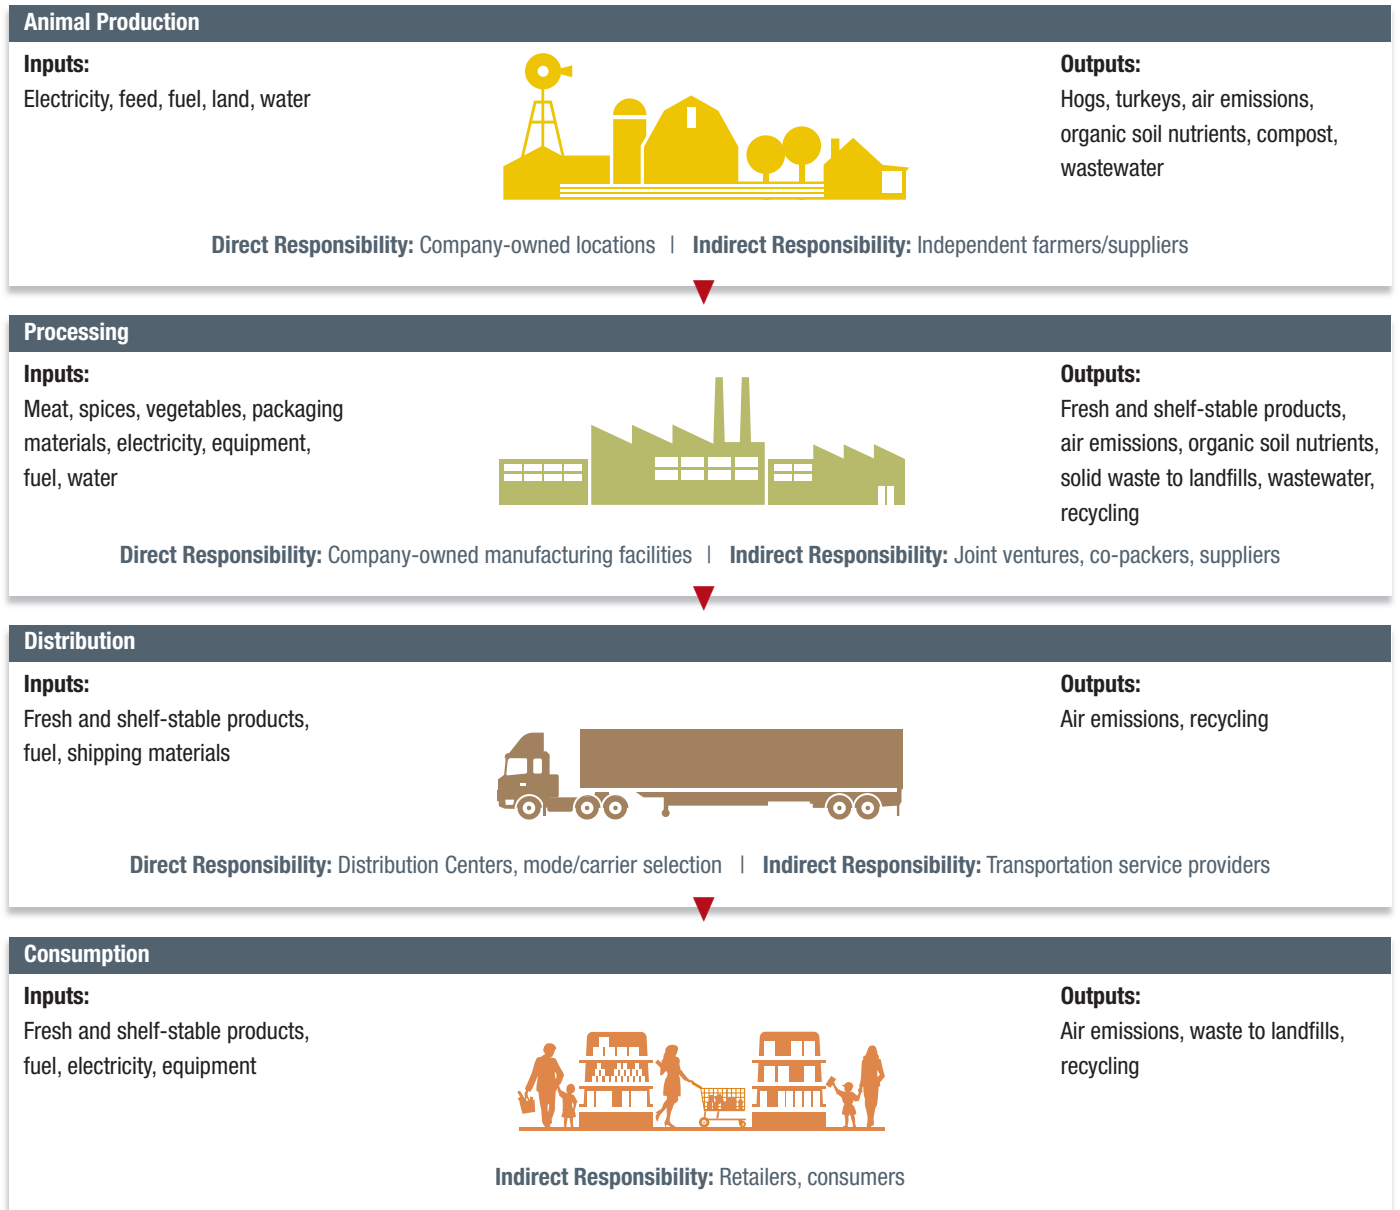 Animal Production
Inputs:
Electricity, feed, fuel, land, water
Outputs:
Hogs, turkeys, air emissions,
organic soil nutrients, compost,
wastewater
Direct Responsibility: Company-owned locations | Indirect Responsibility: Independent farmers/suppliers
Processing
Inputs:
Meat, spices, vegetables, packaging
materials, electricity, equipment,
fuel, water
Outputs:
Fresh and shelf-stable products,
air emissions, organic soil nutrients,
solid waste to landfills, wastewater,
recycling
Direct Responsibility: Company-owned manufacturing facilities | Indirect Responsibility: Joint ventures, co-packers, suppliers
Distribution
Inputs:
Fresh and shelf-stable products,
fuel, shipping materials
Outputs:
Air emissions, recycling
Direct Responsibility: Distribution Centers, mode/carrier selection | Indirect Responsibility: Transportation service providers
Consumption
Inputs:
Fresh and shelf-stable products,
fuel, electricity, equipment
Outputs:
Air emissions, waste to landfills,
recycling
Indirect Responsibility: Retailers, consumers